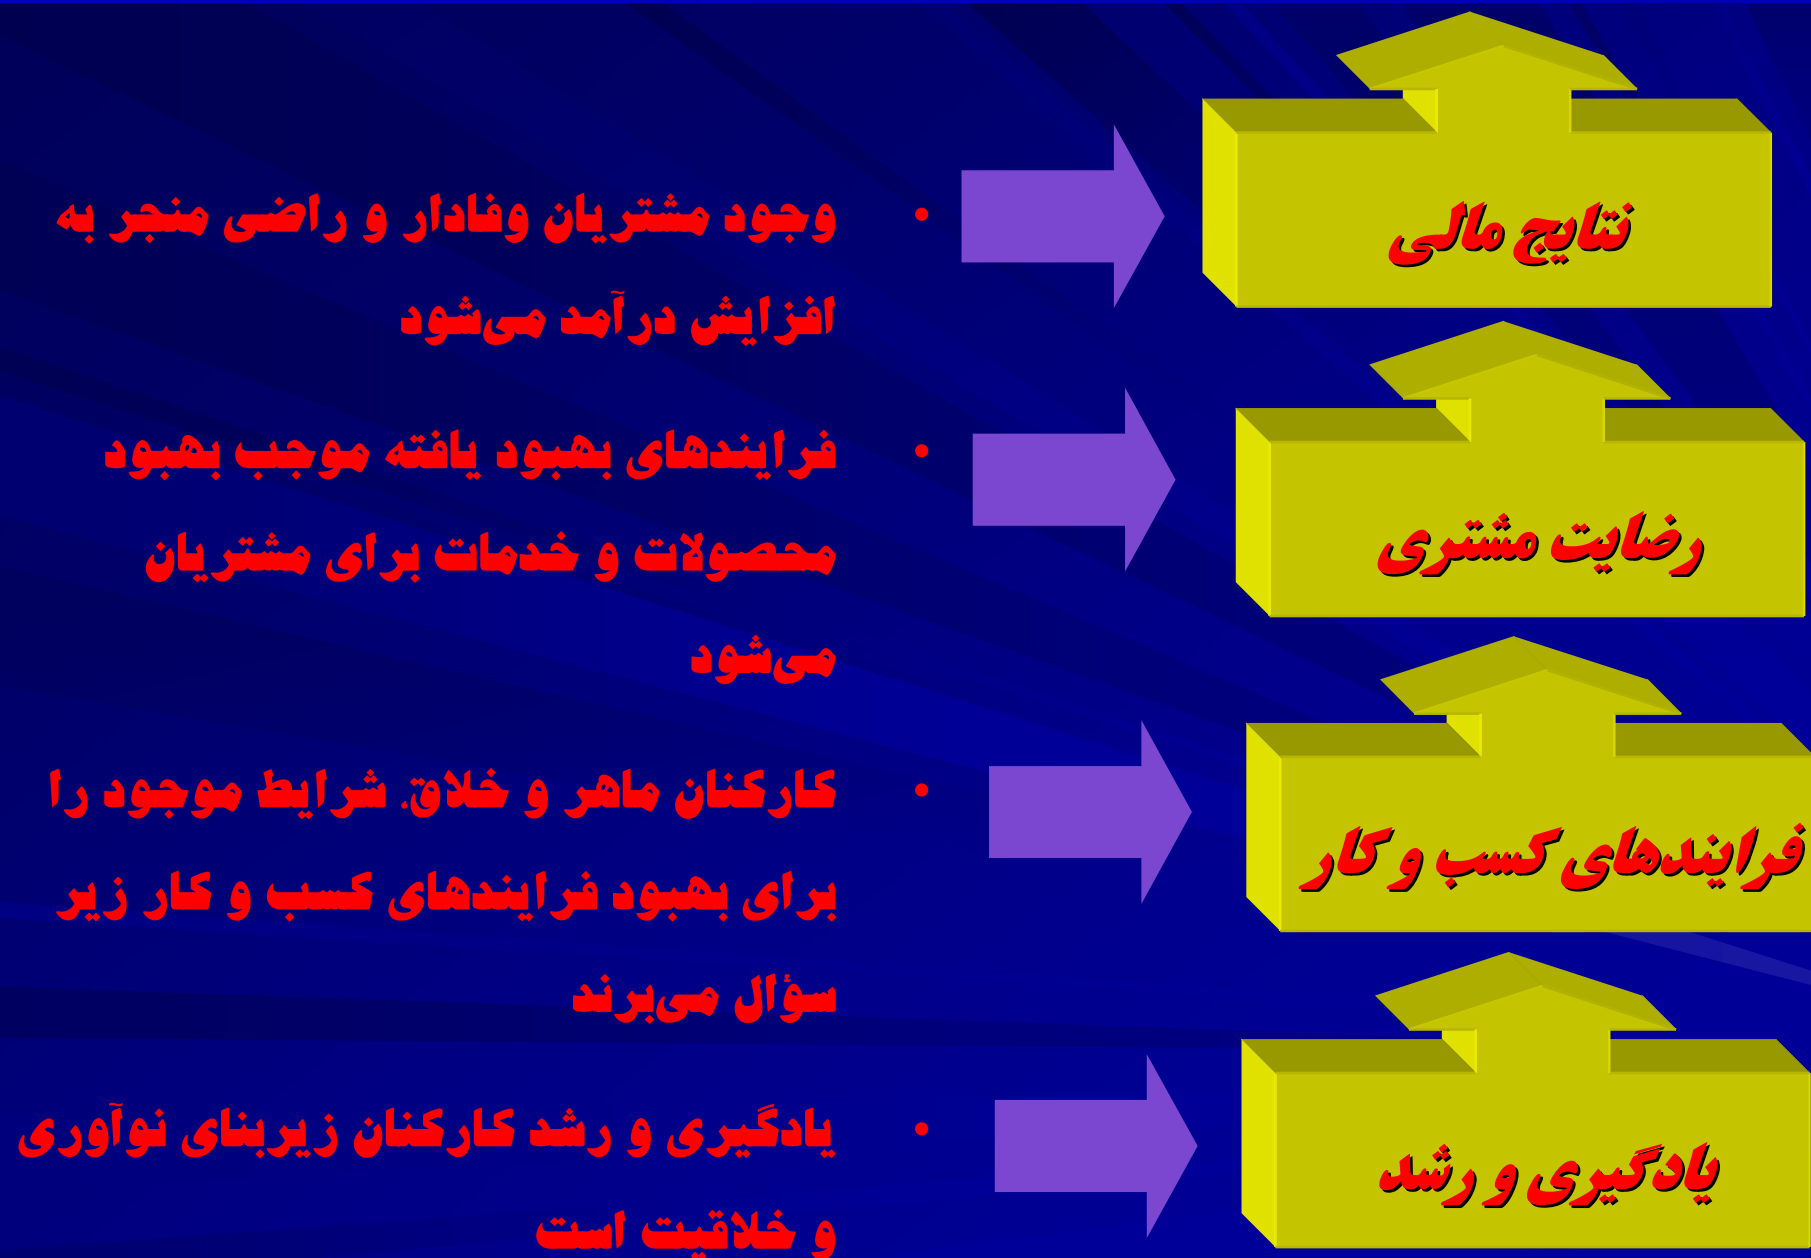 نتایج مالی
وجود مشتریان وفادار و راضی منجر به
افزایش درآمد می‌شود
رضایت مشتری
فرایندهای بهبود یافته موجب بهبود
محصولات و خدمات برای مشتریان
می‌شود
فرایندهای کسب و کار
کارکنان ماهر و خلاق، شرایط موجود را
برای بهبود فرایندهای کسب و کار زیر
سؤال می‌برند
یادگیری و رشد
یادگیری و رشد کارکنان زیربنای نوآوری
و خلاقیت است